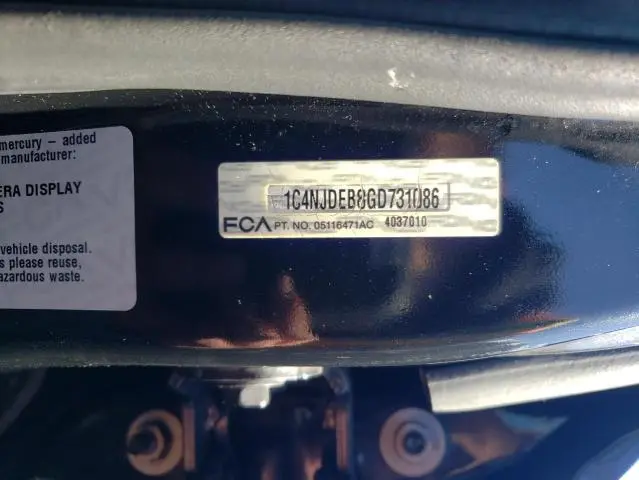 mercury – added
manufacturer:
ERA DISPLAY
S
vehicle disposal.
s please reuse,
azardous waste.
1C4NJDEB8GD731086
FCA PT. NO. 05116471AC 4037010